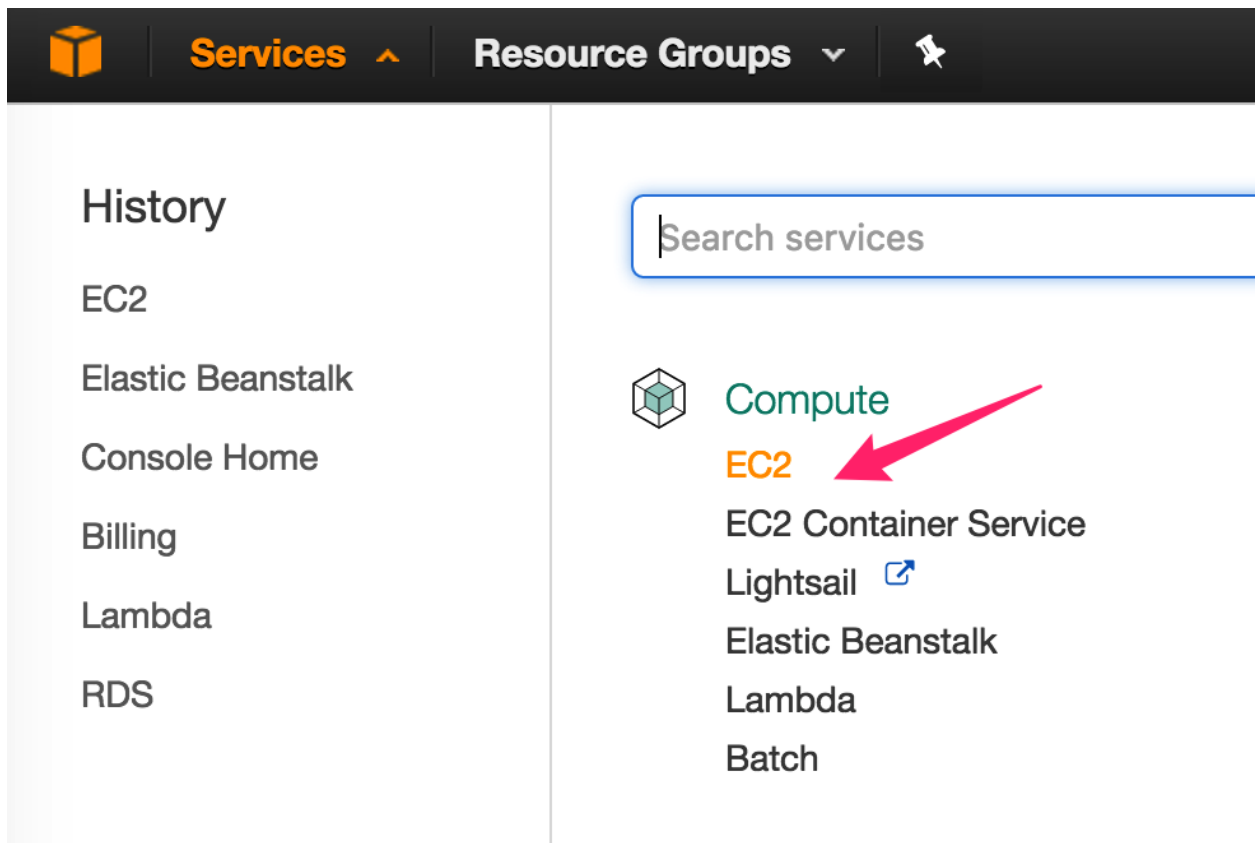 Services
Resource Groups
History
EC2
Elastic Beanstalk
Console Home
Billing
Lambda
RDS
Search services
Compute
EC2
EC2 Container Service
Lightsail
Elastic Beanstalk
Lambda
Batch